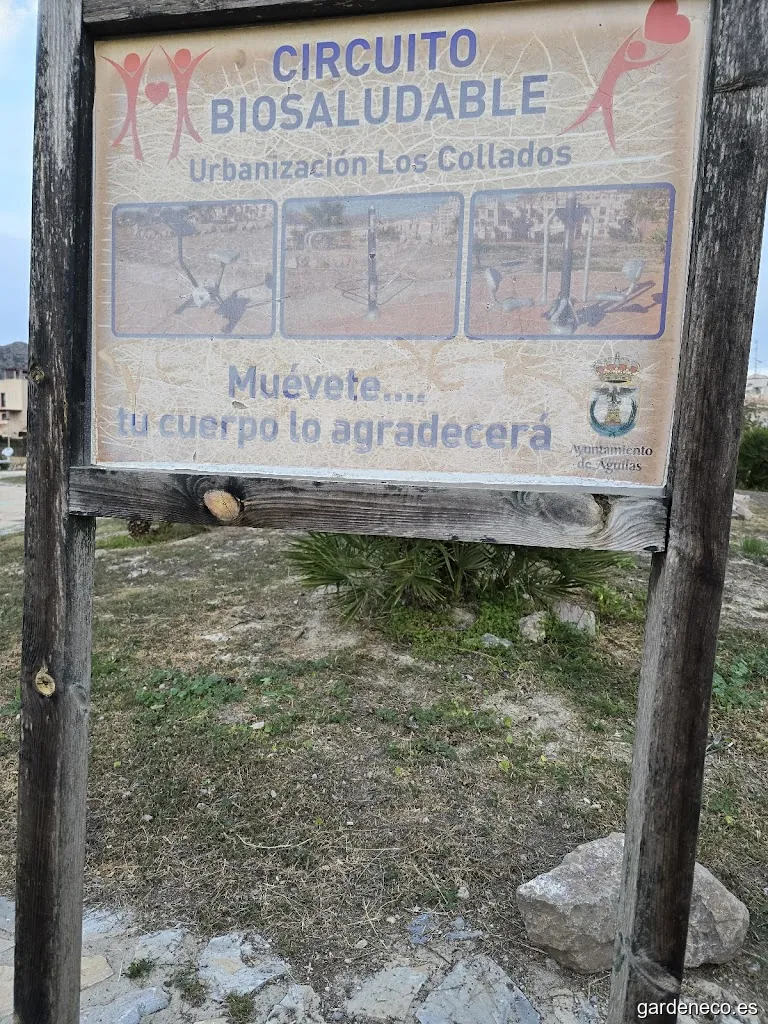 CIRCUITO
BIOSALUDABLE
Urbanización Los Collados
Muévete....
tu cuerpo lo agradecerá
Ayuntamiento
de Águilas
gardeneco.es